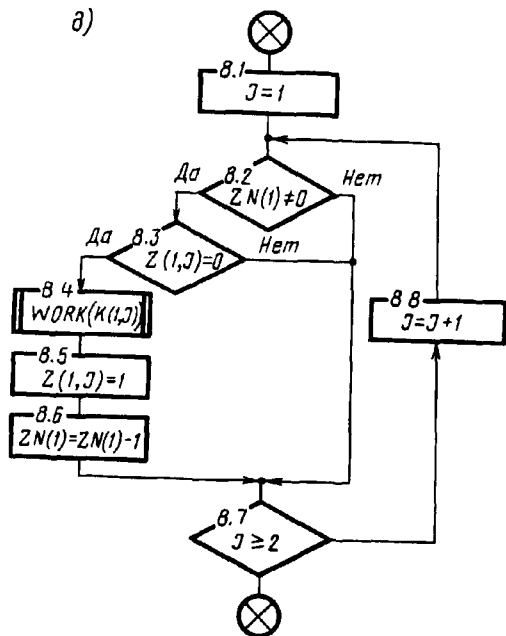 д)
8.1
J=1
Да
8.2
Нет
ZN(1)≠0
Да
8.3
Нет
Z(1,J)=0
8.4
WORK(K(1,J))
8.8
J=J+1
8.5
Z(1,J)=1
8.6
ZN(1)=ZN(1)-1
8.7
J≥2